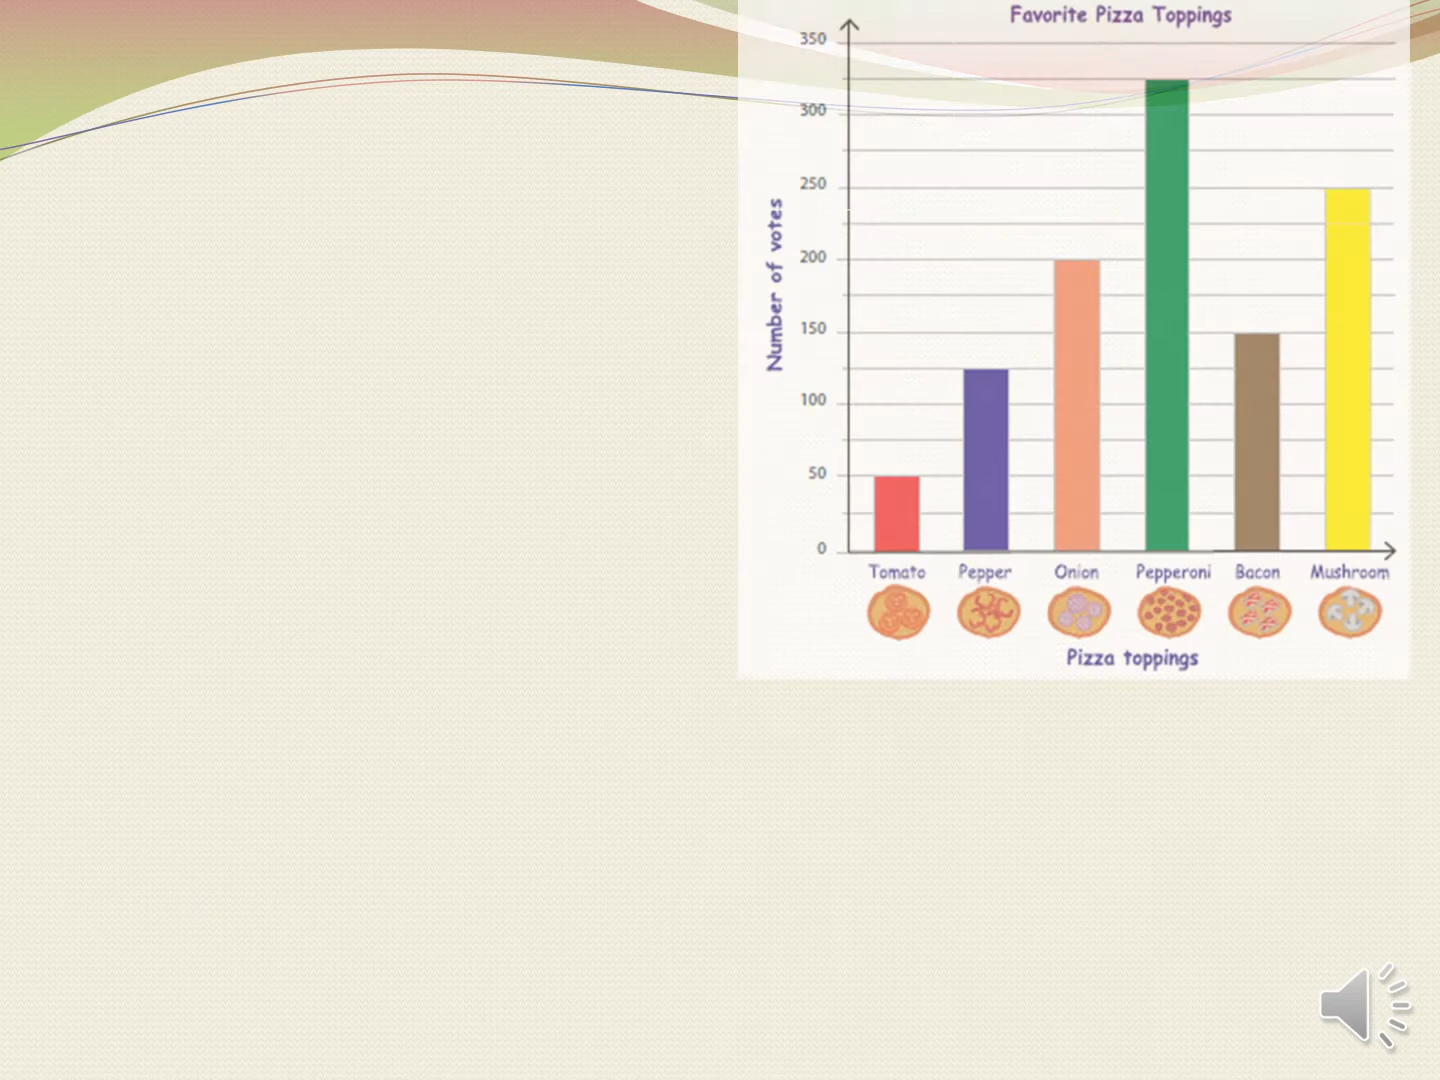 Favorite Pizza Toppings
350
300
250
200
150
100
50
0
Number of votes
Tomato Pepper Onion Pepperoni Bacon Mushroom
Pizza toppings